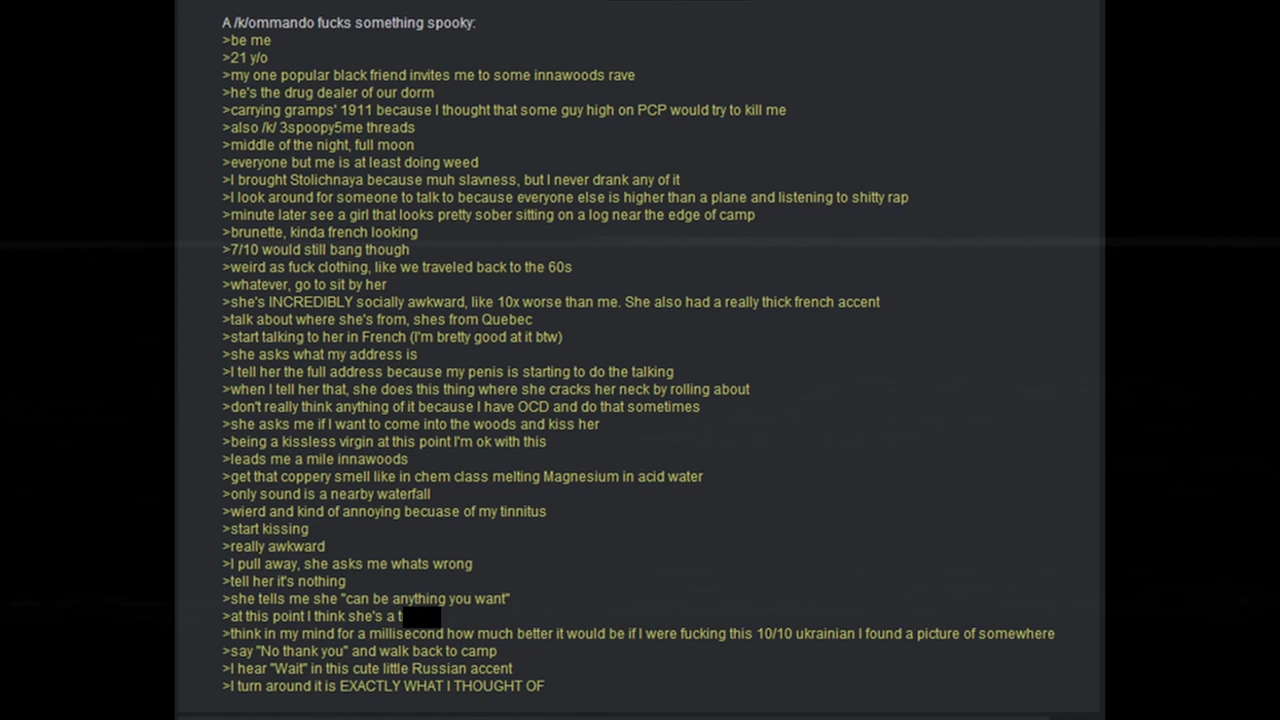 A /k/ommando fucks something spooky:
>be me
>21 y/o
>my one popular black friend invites me to some innawoods rave
>he's the drug dealer of our dorm
>carrying gramps' 1911 because I thought that some guy high on PCP would try to kill me
>also /k/ 3spoopy5me threads
>middle of the night, full moon
>everyone but me is at least doing weed
>I brought Stolichnaya because muh slavness, but I never drank any of it
>I look around for someone to talk to because everyone else is higher than a plane and listening to shitty rap
>minute later see a girl that looks pretty sober sitting on a log near the edge of camp
>brunette, kinda french looking
>7/10 would still bang though
>weird as fuck clothing, like we traveled back to the 60s
>whatever, go to sit by her
>she's INCREDIBLY socially awkward, like 10x worse than me. She also had a really thick french accent
>talk about where she's from, shes from Quebec
>start talking to her in French (I'm bretty good at it btw)
>she asks what my address is
>I tell her the full address because my penis is starting to do the talking
>when I tell her that, she does this thing where she cracks her neck by rolling about
>don't really think anything of it because I have OCD and do that sometimes
>she asks me if I want to come into the woods and kiss her
>being a kissless virgin at this point I'm ok with this
>leads me a mile innawoods
>get that coppery smell like in chem class melting Magnesium in acid water
>only sound is a nearby waterfall
>wierd and kind of annoying becuase of my tinnitus
>start kissing
>really awkward
>I pull away, she asks me whats wrong
>tell her it's nothing
>she tells me she "can be anything you want"
>at this point I think she's a t
>think in my mind for a millisecond how much better it would be if I were fucking this 10/10 ukrainian I found a picture of somewhere
>say "No thank you" and walk back to camp
>I hear "Wait" in this cute little Russian accent
>I turn around it is EXACTLY WHAT I THOUGHT OF